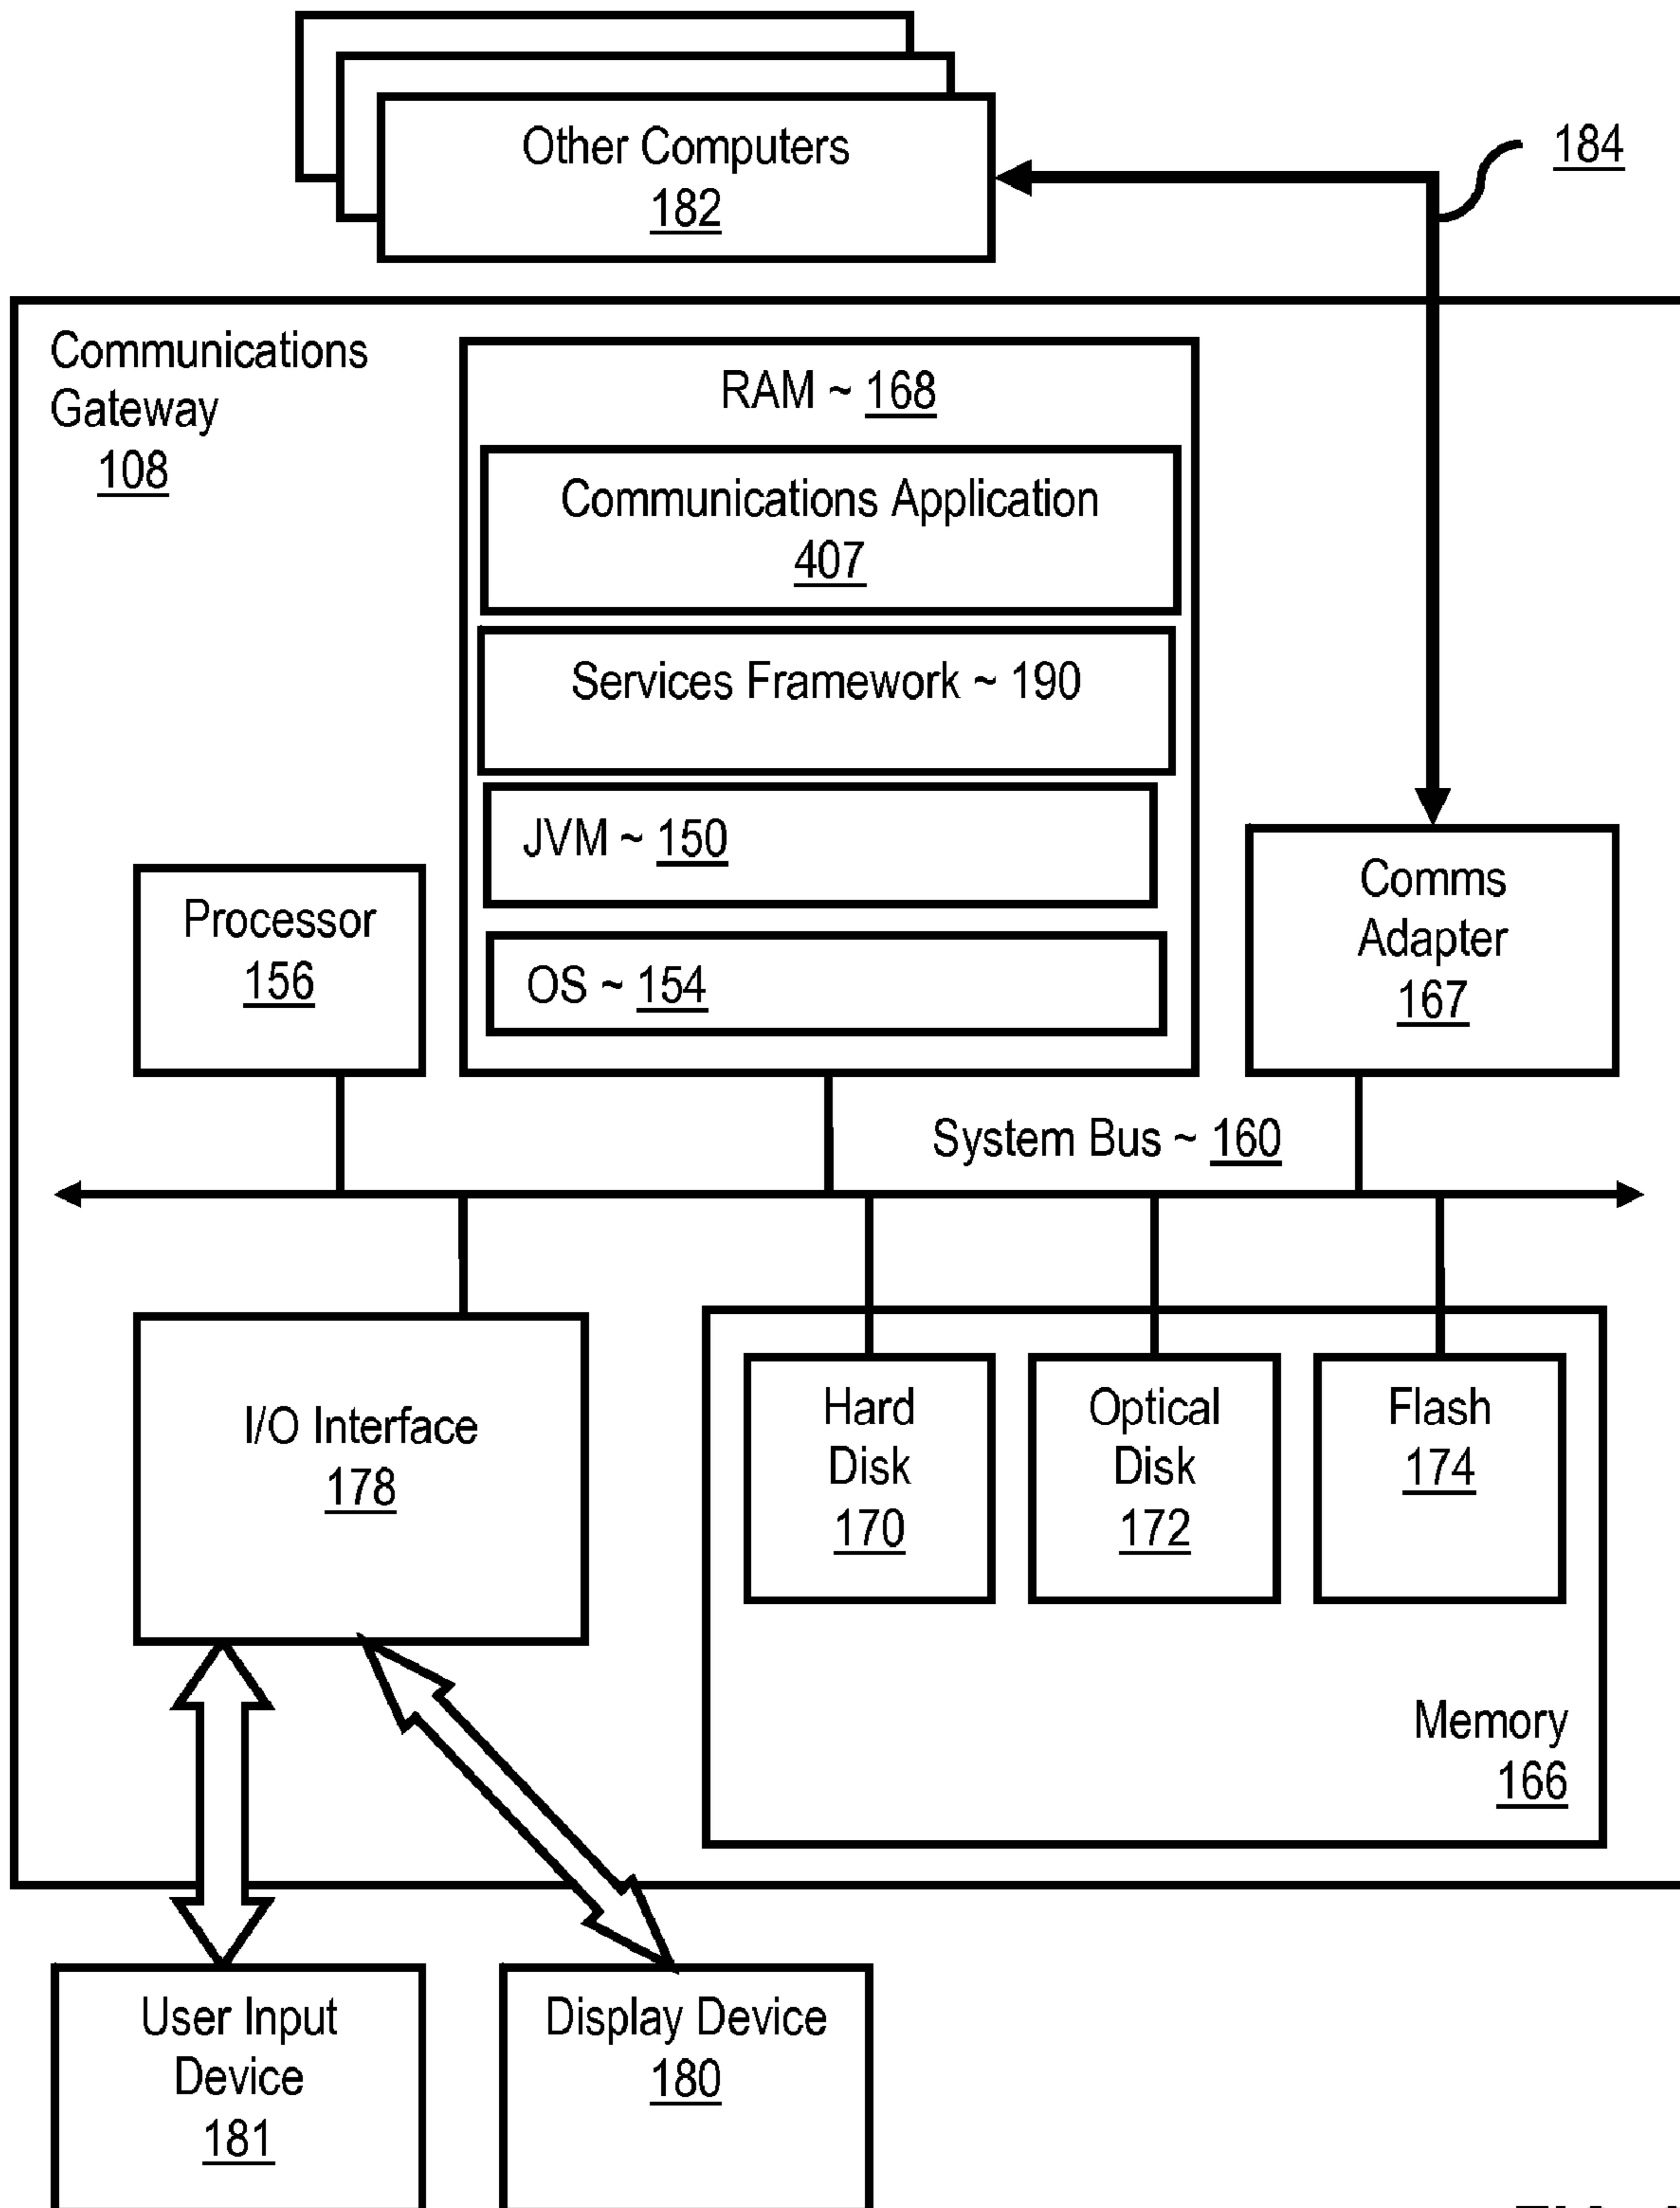 Other Computers
182
184
Communications
Gateway
108
RAM ~ 168
Communications Application
407
Services Framework ~ 190
JVM ~ 150
OS ~ 154
Processor
156
Comms
Adapter
167
System Bus ~ 160
I/O Interface
178
Hard
Disk
170
Optical
Disk
172
Flash
174
Memory
166
User Input
Device
181
Display Device
180